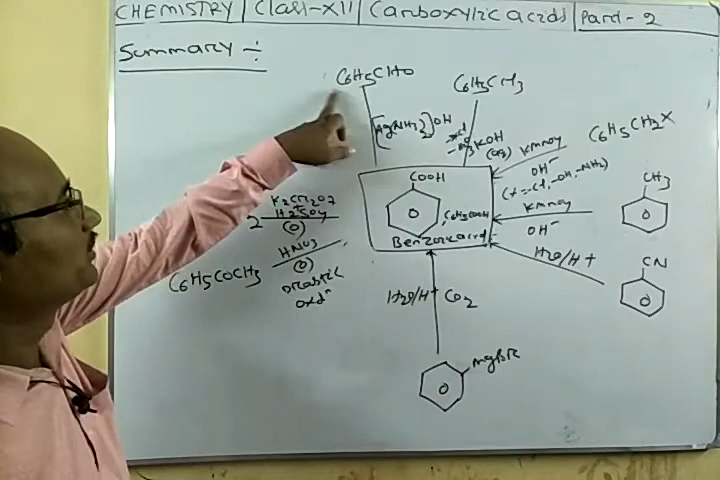 CHEMISTRY | Class-XII | Carboxylic acids | Part-2
Summary :-
C6H5CHO
C6H5CH3
[Ag(NH3)2]OH
KOH
C6H5CH2X
KMnO4
OH-
(X = -Cl, -OH, -NH2)
COOH
, C6H5COOH
Benzoic acid
CH3
KMnO4
OH-
K2Cr2O7
H2SO4
(O)
2
HNO3
(O)
C6H5COCH3
Drastic
oxdn
H2O/H+
CN
H2O/H+
CO2
MgBr